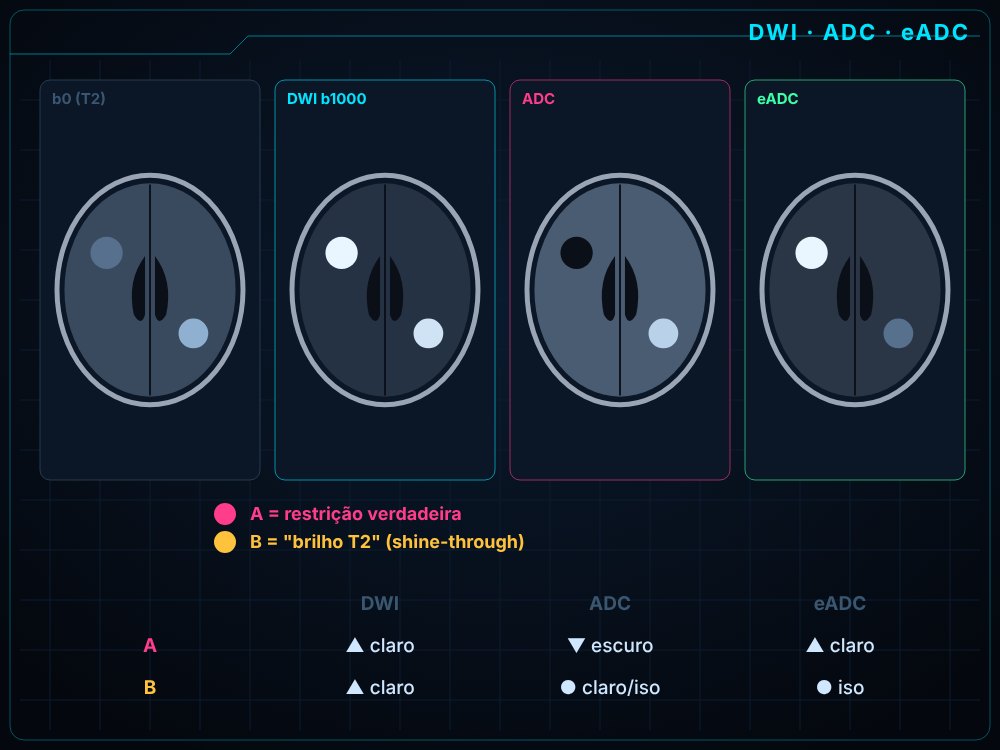 DWI · ADC · eADC
b0 (T2)
DWI b1000
ADC
eADC
A = restrição verdadeira
B = "brilho T2" (shine-through)
DWI ADC eADC
A ▲ claro ▼ escuro ▲ claro
B ▲ claro ● claro/iso ● iso